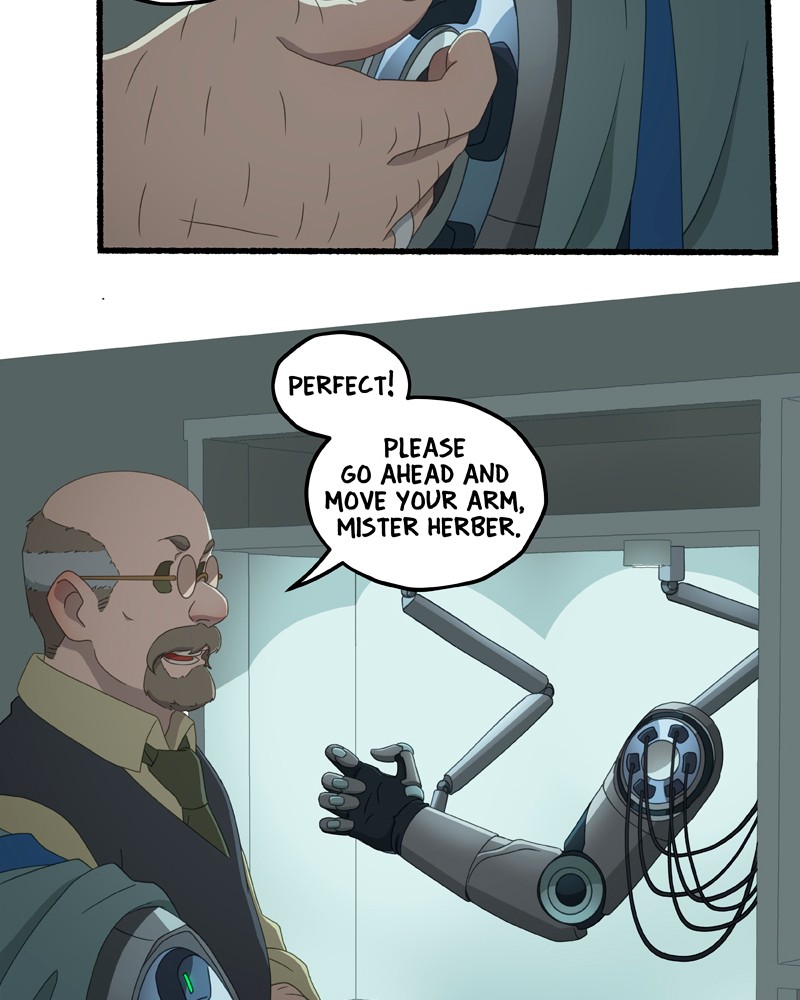 PERFECT!
PLEASE
GO AHEAD AND
MOVE YOUR ARM,
MISTER HERBER.